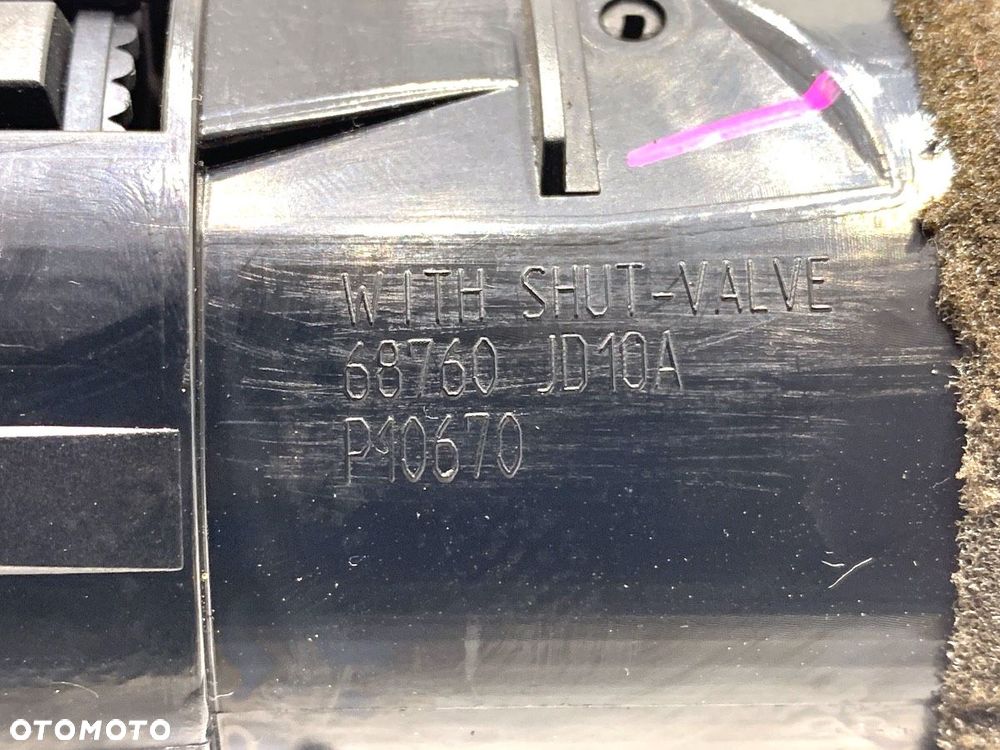 WITH SHUT-VALVE
68760 JD10A
P10670
OTOMOTO